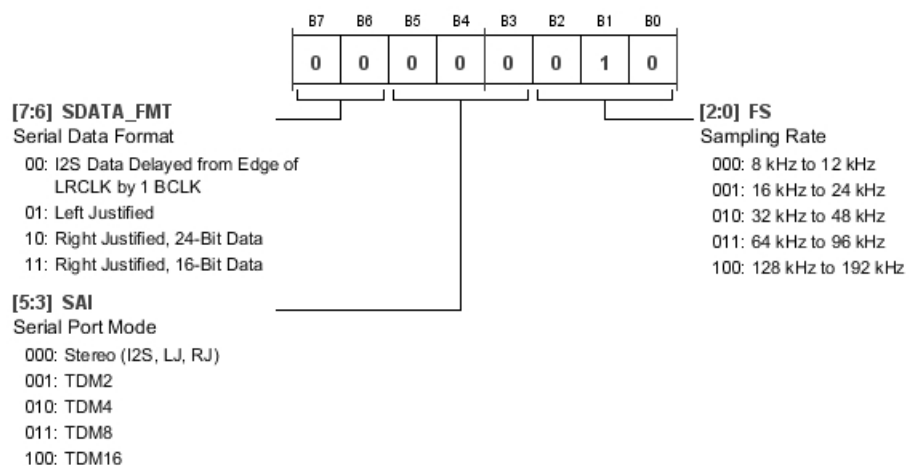 B7 B6 B5 B4 B3 B2 B1 B0
0 0 0 0 0 0 1 0
[7:6] SDATA_FMT
Serial Data Format
00: I2S Data Delayed from Edge of
LRCLK by 1 BCLK
01: Left Justified
10: Right Justified, 24-Bit Data
11: Right Justified, 16-Bit Data
[5:3] SAI
Serial Port Mode
000: Stereo (I2S, LJ, RJ)
001: TDM2
010: TDM4
011: TDM8
100: TDM16
[2:0] FS
Sampling Rate
000: 8 kHz to 12 kHz
001: 16 kHz to 24 kHz
010: 32 kHz to 48 kHz
011: 64 kHz to 96 kHz
100: 128 kHz to 192 kHz